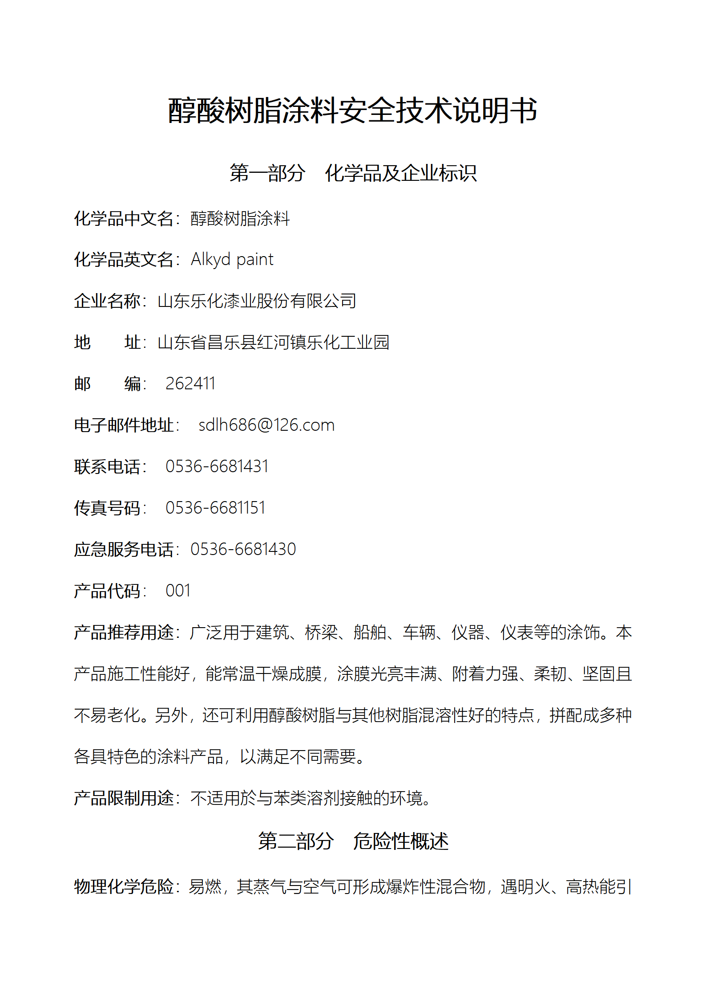 醇酸树脂涂料安全技术说明书
第一部分　化学品及企业标识
化学品中文名：醇酸树脂涂料
化学品英文名：Alkyd paint
企业名称：山东乐化漆业股份有限公司
地　　址：山东省昌乐县红河镇乐化工业园
邮　　编： 262411
电子邮件地址： sdlh686@126.com
联系电话： 0536-6681431
传真号码： 0536-6681151
应急服务电话：0536-6681430
产品代码： 001
产品推荐用途：广泛用于建筑、桥梁、船舶、车辆、仪器、仪表等的涂饰。本
产品施工性能好，能常温干燥成膜，涂膜光亮丰满、附着力强、柔韧、坚固且
不易老化。另外，还可利用醇酸树脂与其他树脂混溶性好的特点，拼配成多种
各具特色的涂料产品，以满足不同需要。
产品限制用途：不适用於与苯类溶剂接触的环境。
第二部分　危险性概述
物理化学危险：易燃，其蒸气与空气可形成爆炸性混合物，遇明火、高热能引